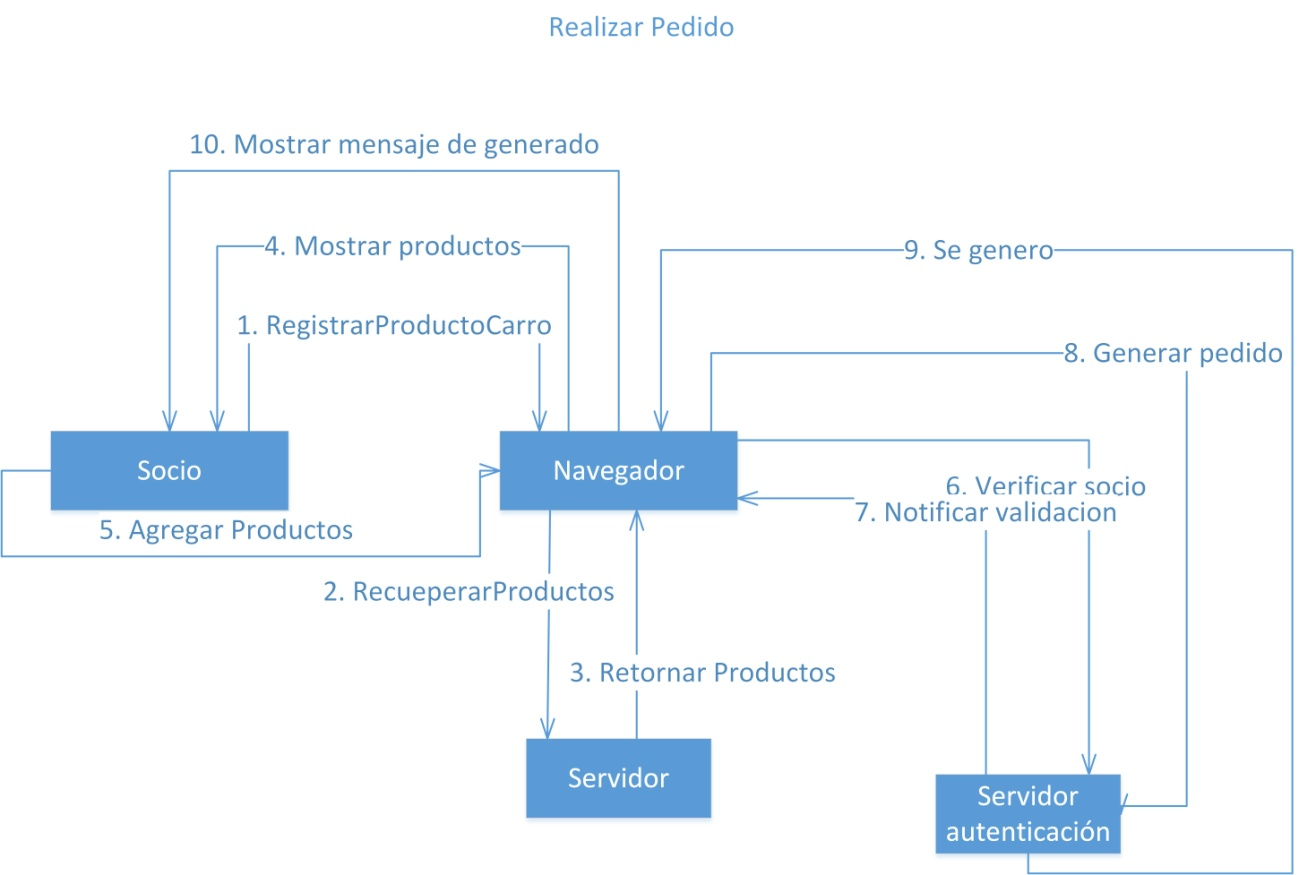 Realizar Pedido
10. Mostrar mensaje de generado
4. Mostrar productos
9. Se genero
1. RegistrarProductoCarro
8. Generar pedido
Socio
Navegador
6. Verificar socio
7. Notificar validacion
5. Agregar Productos
2. RecueperarProductos
3. Retornar Productos
Servidor
Servidor
autenticación